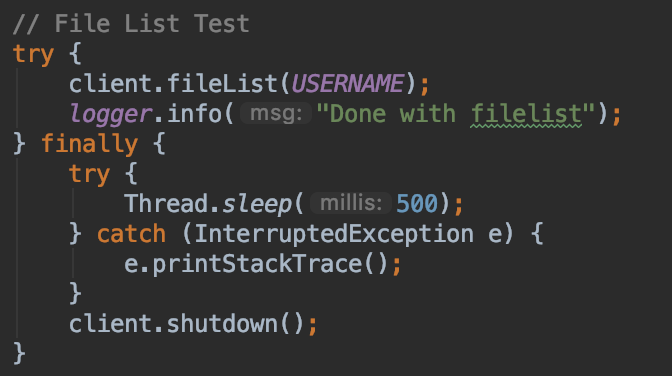 // File List Test
try {
    client.fileList(USERNAME);
    logger.info( msg: "Done with filelist");
} finally {
    try {
        Thread.sleep( millis: 500);
    } catch (InterruptedException e) {
        e.printStackTrace();
    }
    client.shutdown();
}